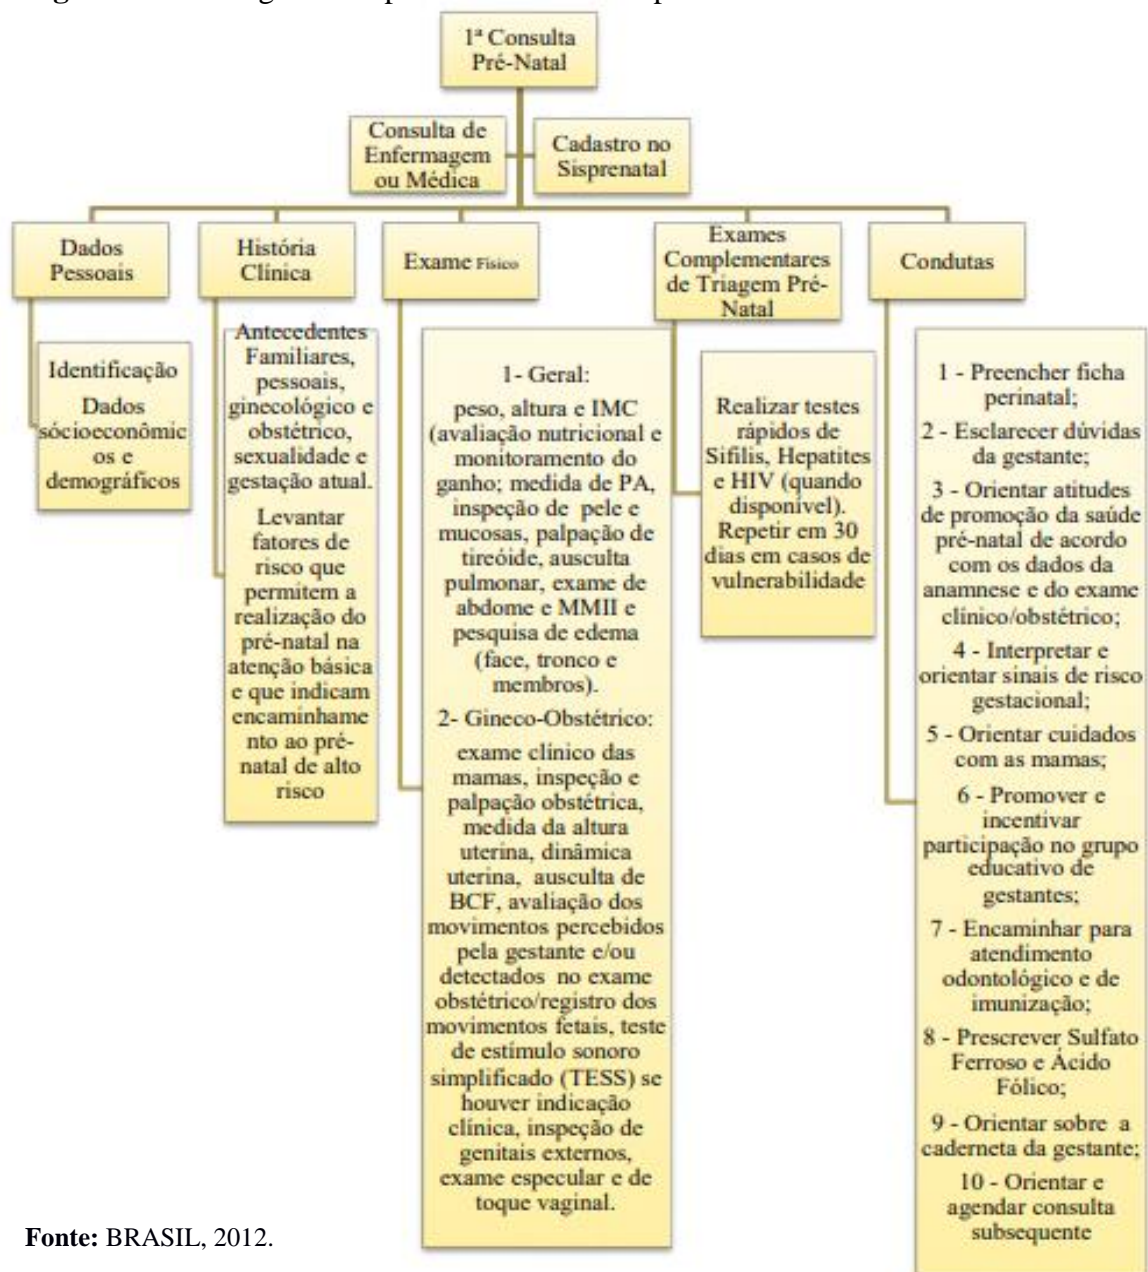 1ª Consulta
Pré-Natal
Consulta de
Enfermagem
ou Médica
Cadastro no
Sisprenatal
Dados
Pessoais
História
Clínica
Exame Físico
Exames
Complementares
de Triagem Pré-
Natal
Condutas
Identificação
Dados
sócioeconômic
os e
demográficos
Antecedentes
Familiares,
pessoais,
ginecológico e
obstétrico,
sexualidade e
gestação atual.
Levantar
fatores de
risco que
permitem a
realização do
pré-natal na
atenção básica
e que indicam
encaminhame
nto ao pré-
natal de alto
risco
1- Geral:
peso, altura e IMC
(avaliação nutricional e
monitoramento do
ganho; medida de PA,
inspeção de pele e
mucosas, palpação de
tireóide, ausculta
pulmonar, exame de
abdome e MMII e
pesquisa de edema
(face, tronco e
membros).
2- Gineco-Obstétrico:
exame clínico das
mamas, inspeção e
palpação obstétrica,
medida da altura
uterina, dinâmica
uterina, ausculta de
BCF, avaliação dos
movimentos percebidos
pela gestante e/ou
detectados no exame
obstétrico/registro dos
movimentos fetais, teste
de estímulo sonoro
simplificado (TESS) se
houver indicação
clínica, inspeção de
genitais externos,
exame especular e de
toque vaginal.
Realizar testes
rápidos de
Sífilis, Hepatites
e HIV (quando
disponível).
Repetir em 30
dias em casos de
vulnerabilidade
1 - Preencher ficha
perinatal;
2 - Esclarecer dúvidas
da gestante;
3 - Orientar atitudes
de promoção da saúde
pré-natal de acordo
com os dados da
anamnese e do exame
clínico/obstétrico;
4 - Interpretar e
orientar sinais de risco
gestacional;
5 - Orientar cuidados
com as mamas;
6 - Promover e
incentivar
participação no grupo
educativo de
gestantes;
7 - Encaminhar para
atendimento
odontológico e de
imunização;
8 - Prescrever Sulfato
Ferroso e Ácido
Fólico;
9 - Orientar sobre a
caderneta da gestante;
10 - Orientar e
agendar consulta
subsequente
Fonte: BRASIL, 2012.